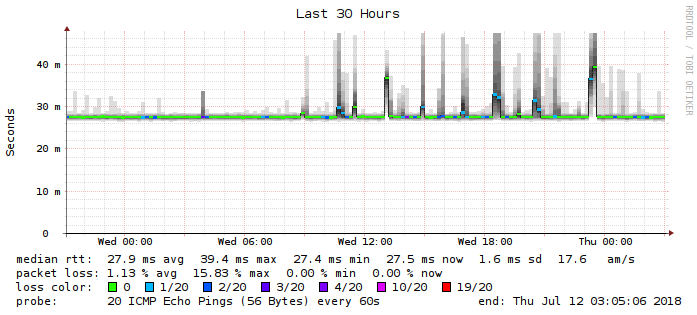 Last 30 Hours
RRDTOOL / TOBI OETIKER
Seconds
40 m
30 m
20 m
10 m
0
Wed 00:00 Wed 06:00 Wed 12:00 Wed 18:00 Thu 00:00
median rtt: 27.9 ms avg 39.4 ms max 27.4 ms min 27.5 ms now 1.6 ms sd 17.6 am/s
packet loss: 1.13 % avg 15.83 % max 0.00 % min 0.00 % now
loss color: 0 1/20 2/20 3/20 4/20 10/20 19/20
probe: 20 ICMP Echo Pings (56 Bytes) every 60s end: Thu Jul 12 03:05:06 2018